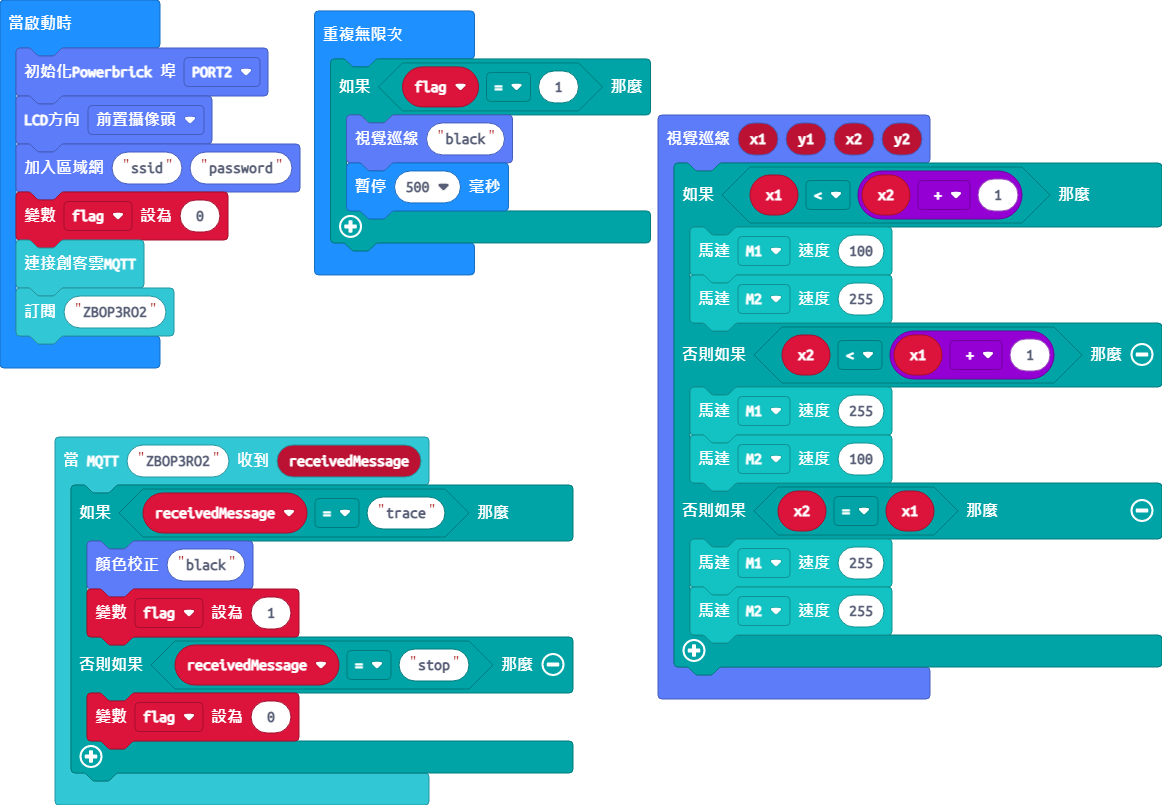 當啟動時
初始化Powerbrick 埠 PORT2
LCD方向 前置攝像頭
加入區域網 "ssid" "password"
變數 flag 設為 0
連接創客雲MQTT
訂閱 "ZBOP3RO2"
重複無限次
如果 flag = 1 那麼
視覺巡線 "black"
暫停 500 毫秒
視覺巡線 x1 y1 x2 y2
如果 x1 < x2 + 1 那麼
馬達 M1 速度 100
馬達 M2 速度 255
否則如果 x2 < x1 + 1 那麼
馬達 M1 速度 255
馬達 M2 速度 100
否則如果 x2 = x1 那麼
馬達 M1 速度 255
馬達 M2 速度 255
當 MQTT "ZBOP3RO2" 收到 receivedMessage
如果 receivedMessage = "trace" 那麼
顏色校正 "black"
變數 flag 設為 1
否則如果 receivedMessage = "stop" 那麼
變數 flag 設為 0